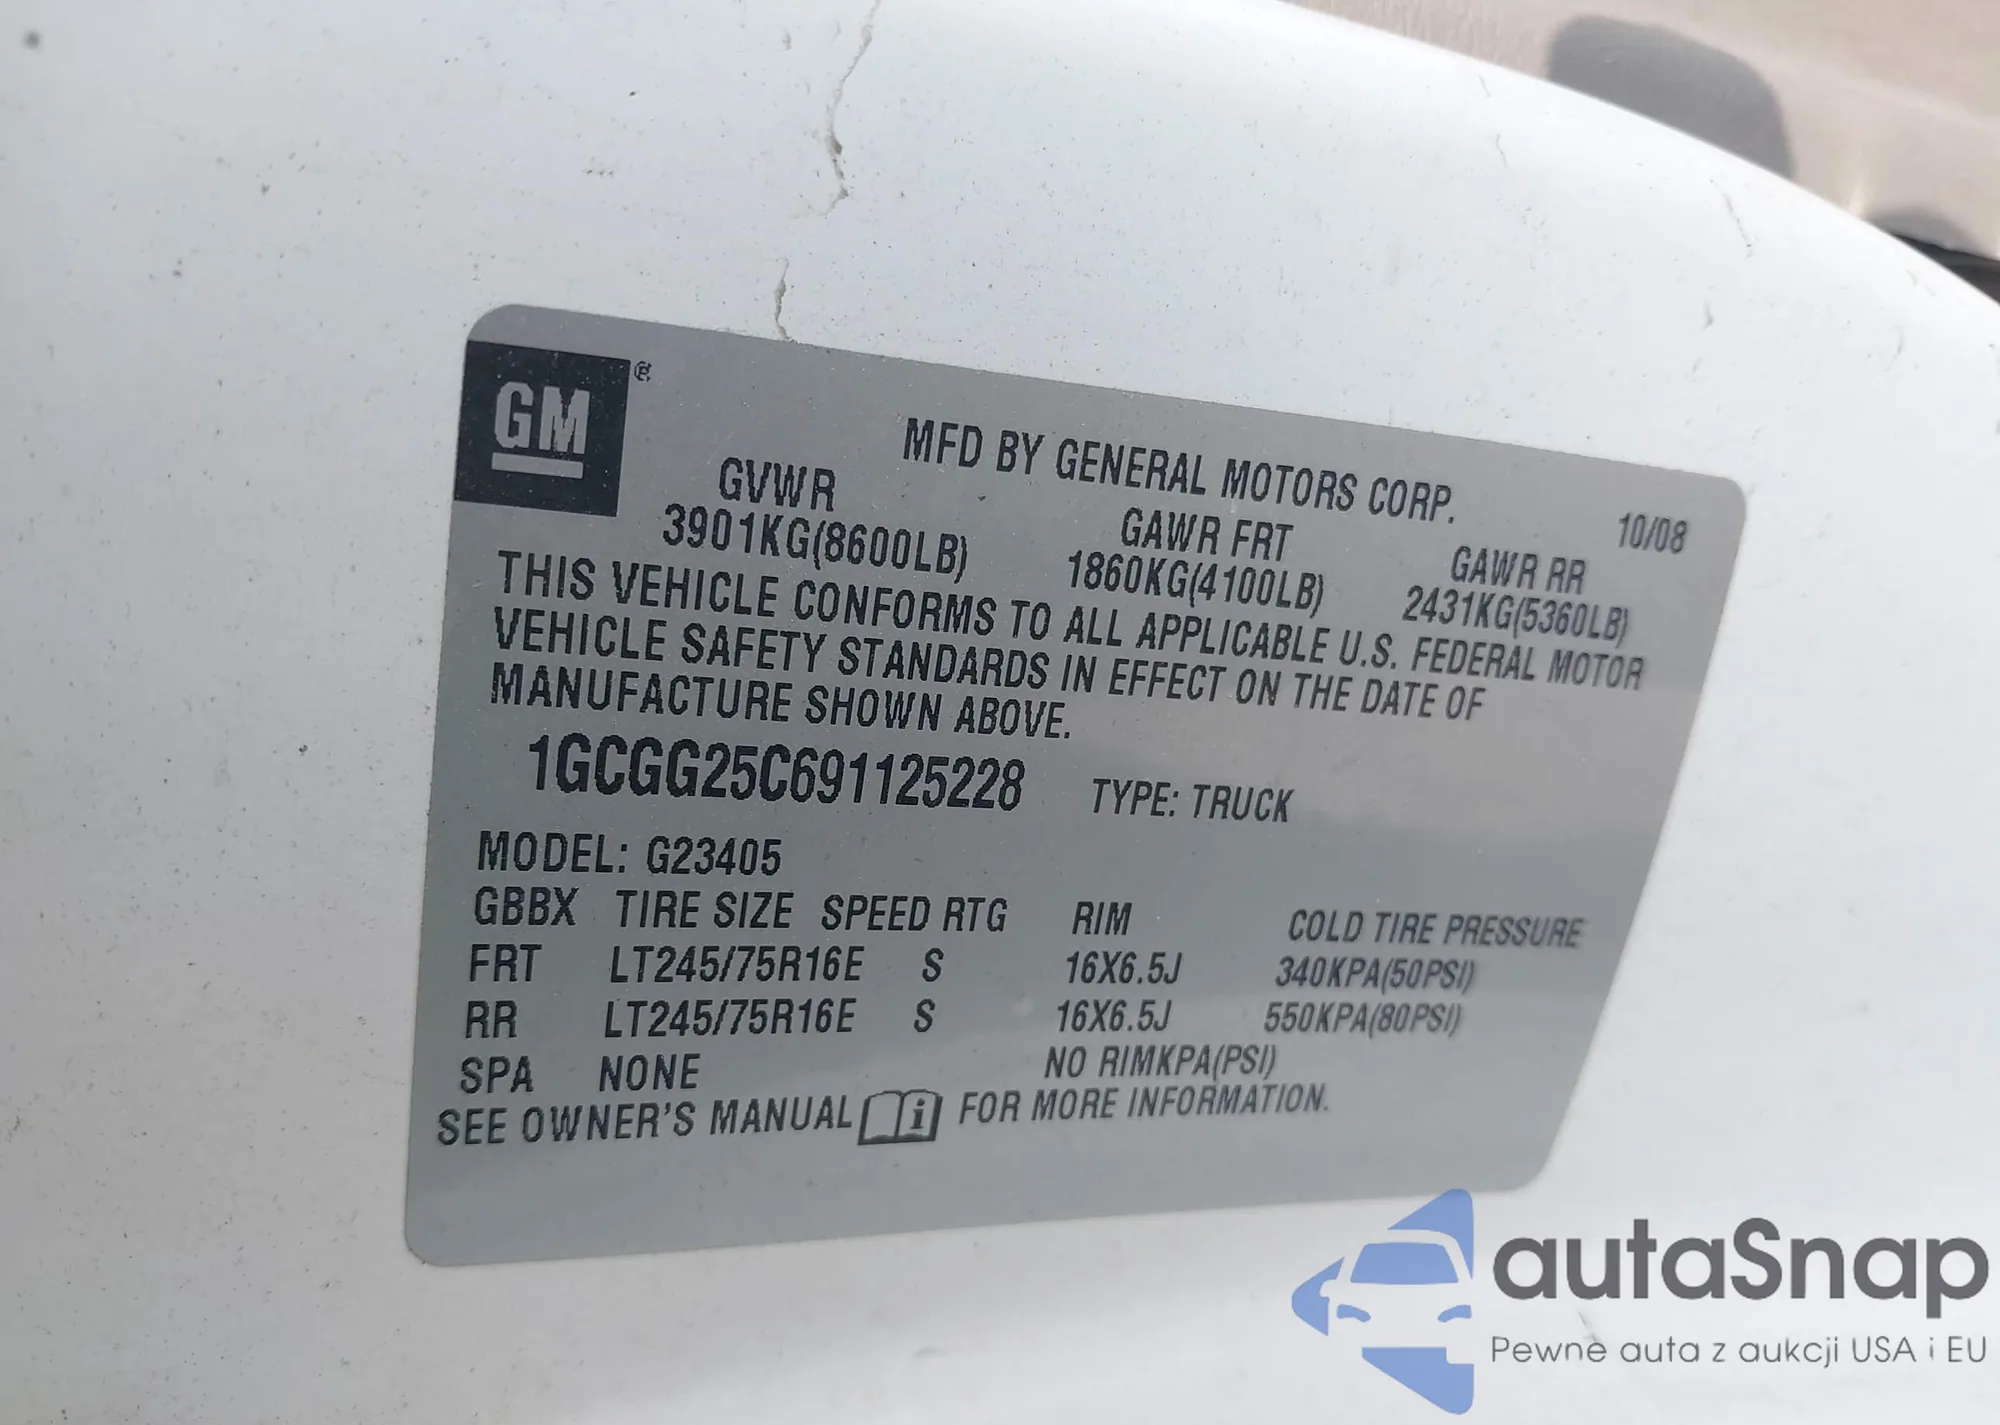 GM ®
MFD BY GENERAL MOTORS CORP.
10/08
GVWR GAWR FRT GAWR RR
3901KG(8600LB) 1860KG(4100LB) 2431KG(5360LB)
THIS VEHICLE CONFORMS TO ALL APPLICABLE U.S. FEDERAL MOTOR
VEHICLE SAFETY STANDARDS IN EFFECT ON THE DATE OF
MANUFACTURE SHOWN ABOVE.
1GCGG25C691125228 TYPE: TRUCK
MODEL: G23405
GBBX TIRE SIZE SPEED RTG RIM COLD TIRE PRESSURE
FRT LT245/75R16E S 16X6.5J 340KPA(50PSI)
RR LT245/75R16E S 16X6.5J 550KPA(80PSI)
SPA NONE NO RIMKPA(PSI)
SEE OWNER'S MANUAL i FOR MORE INFORMATION.
autaSnap
Pewne auta z aukcji USA i EU